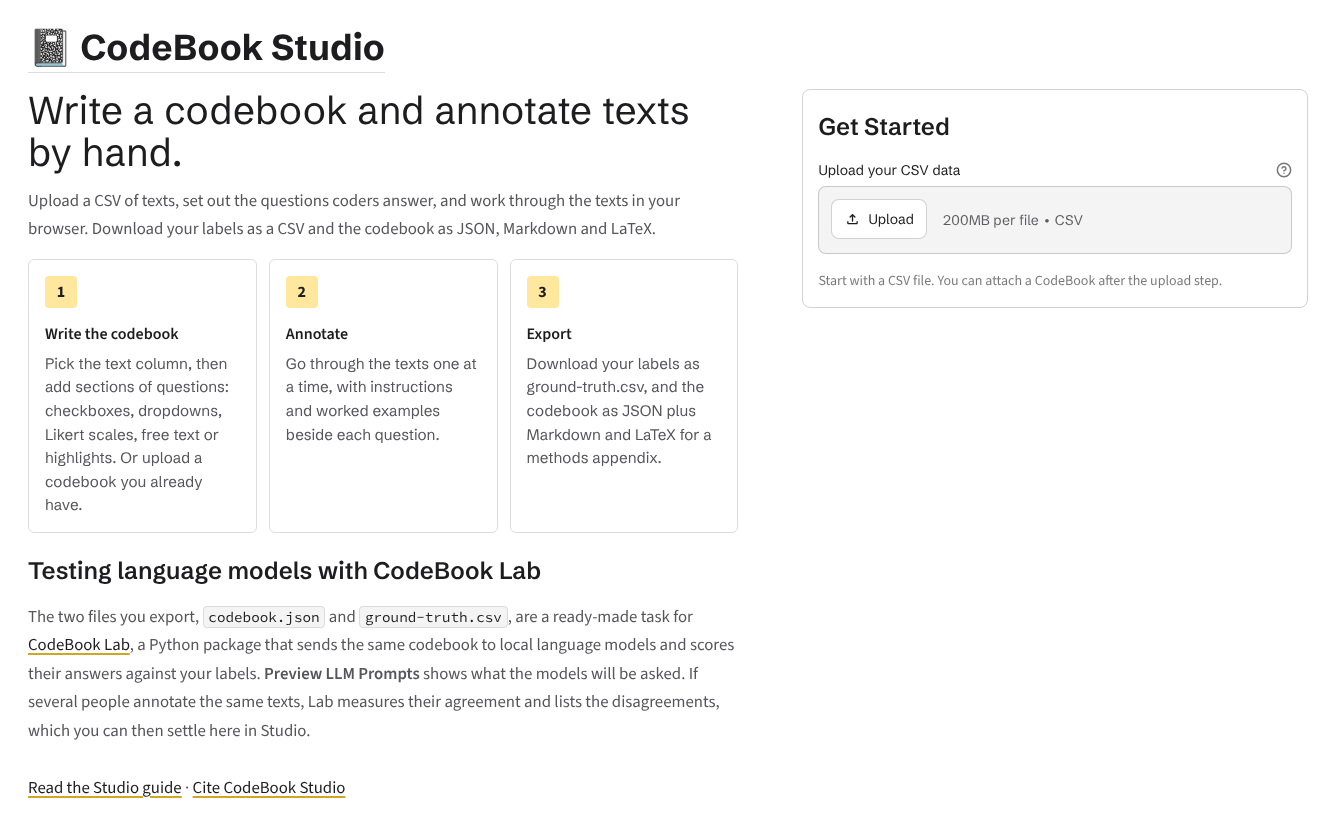 CodeBook Studio
Write a codebook and annotate texts
by hand.
Upload a CSV of texts, set out the questions coders answer, and work through the texts in your
browser. Download your labels as a CSV and the codebook as JSON, Markdown and LaTeX.
1
Write the codebook
Pick the text column, then
add sections of questions:
checkboxes, dropdowns,
Likert scales, free text or
highlights. Or upload a
codebook you already
have.
2
Annotate
Go through the texts one at
a time, with instructions
and worked examples
beside each question.
3
Export
Download your labels as
ground-truth.csv, and the
codebook as JSON plus
Markdown and LaTeX for a
methods appendix.
Testing language models with CodeBook Lab
The two files you export, codebook.json and ground-truth.csv, are a ready-made task for
CodeBook Lab, a Python package that sends the same codebook to local language models and scores
their answers against your labels. Preview LLM Prompts shows what the models will be asked. If
several people annotate the same texts, Lab measures their agreement and lists the disagreements,
which you can then settle here in Studio.
Read the Studio guide · Cite CodeBook Studio
Get Started
Upload your CSV data
?
Upload
200MB per file • CSV
Start with a CSV file. You can attach a CodeBook after the upload step.